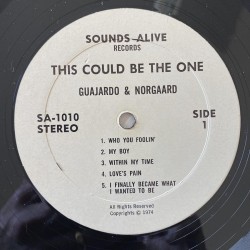 SOUNDS ALIVE
RECORDS
THIS COULD BE THE ONE
GUAJARDO & NORGAARD
SA-1010
STEREO
SIDE
1
1. WHO YOU FOOLIN'
2. MY BOY
3. WITHIN MY TIME
4. LOVE'S PAIN
5. I FINALLY BECAME WHAT
I WANTED TO BE
All Rights Reserved
Copyrights © 1974